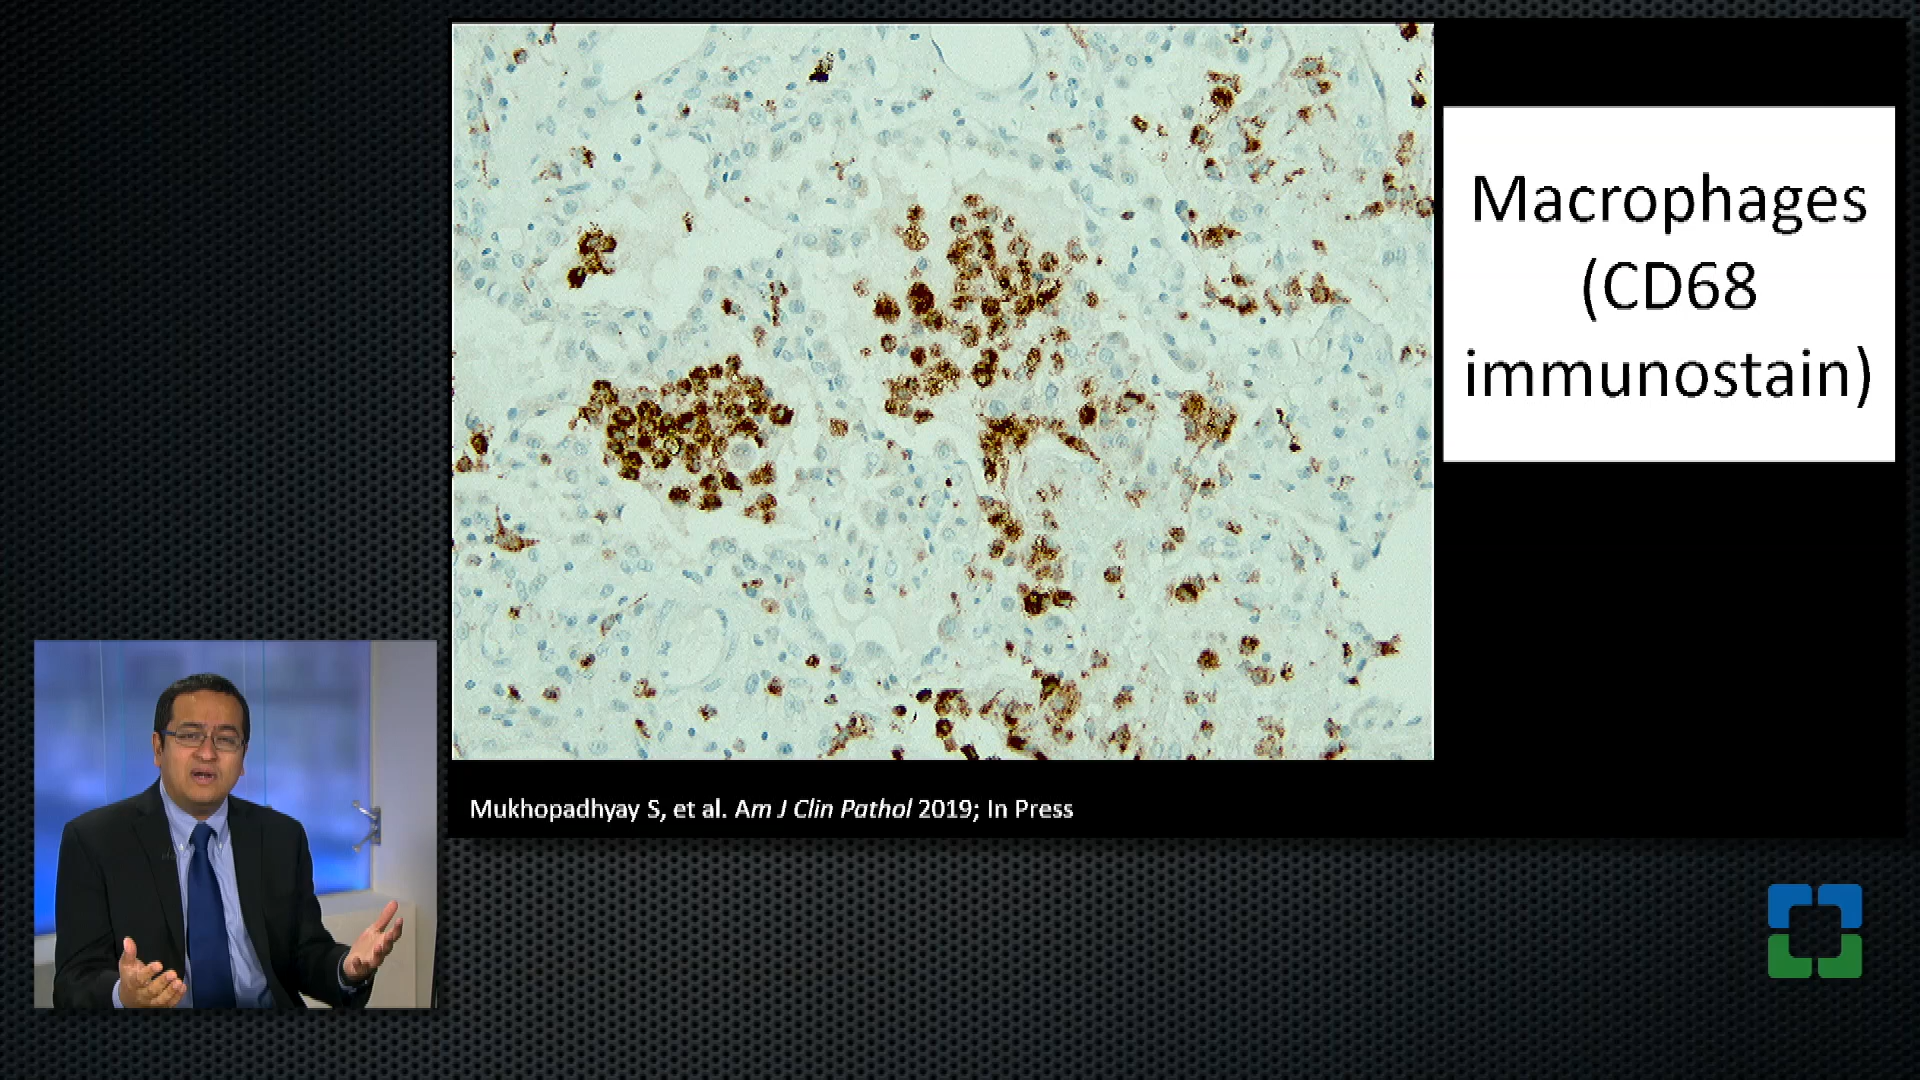 Macrophages
(CD68
immunostain)
Mukhopadhyay S, et al. Am J Clin Pathol 2019; In Press